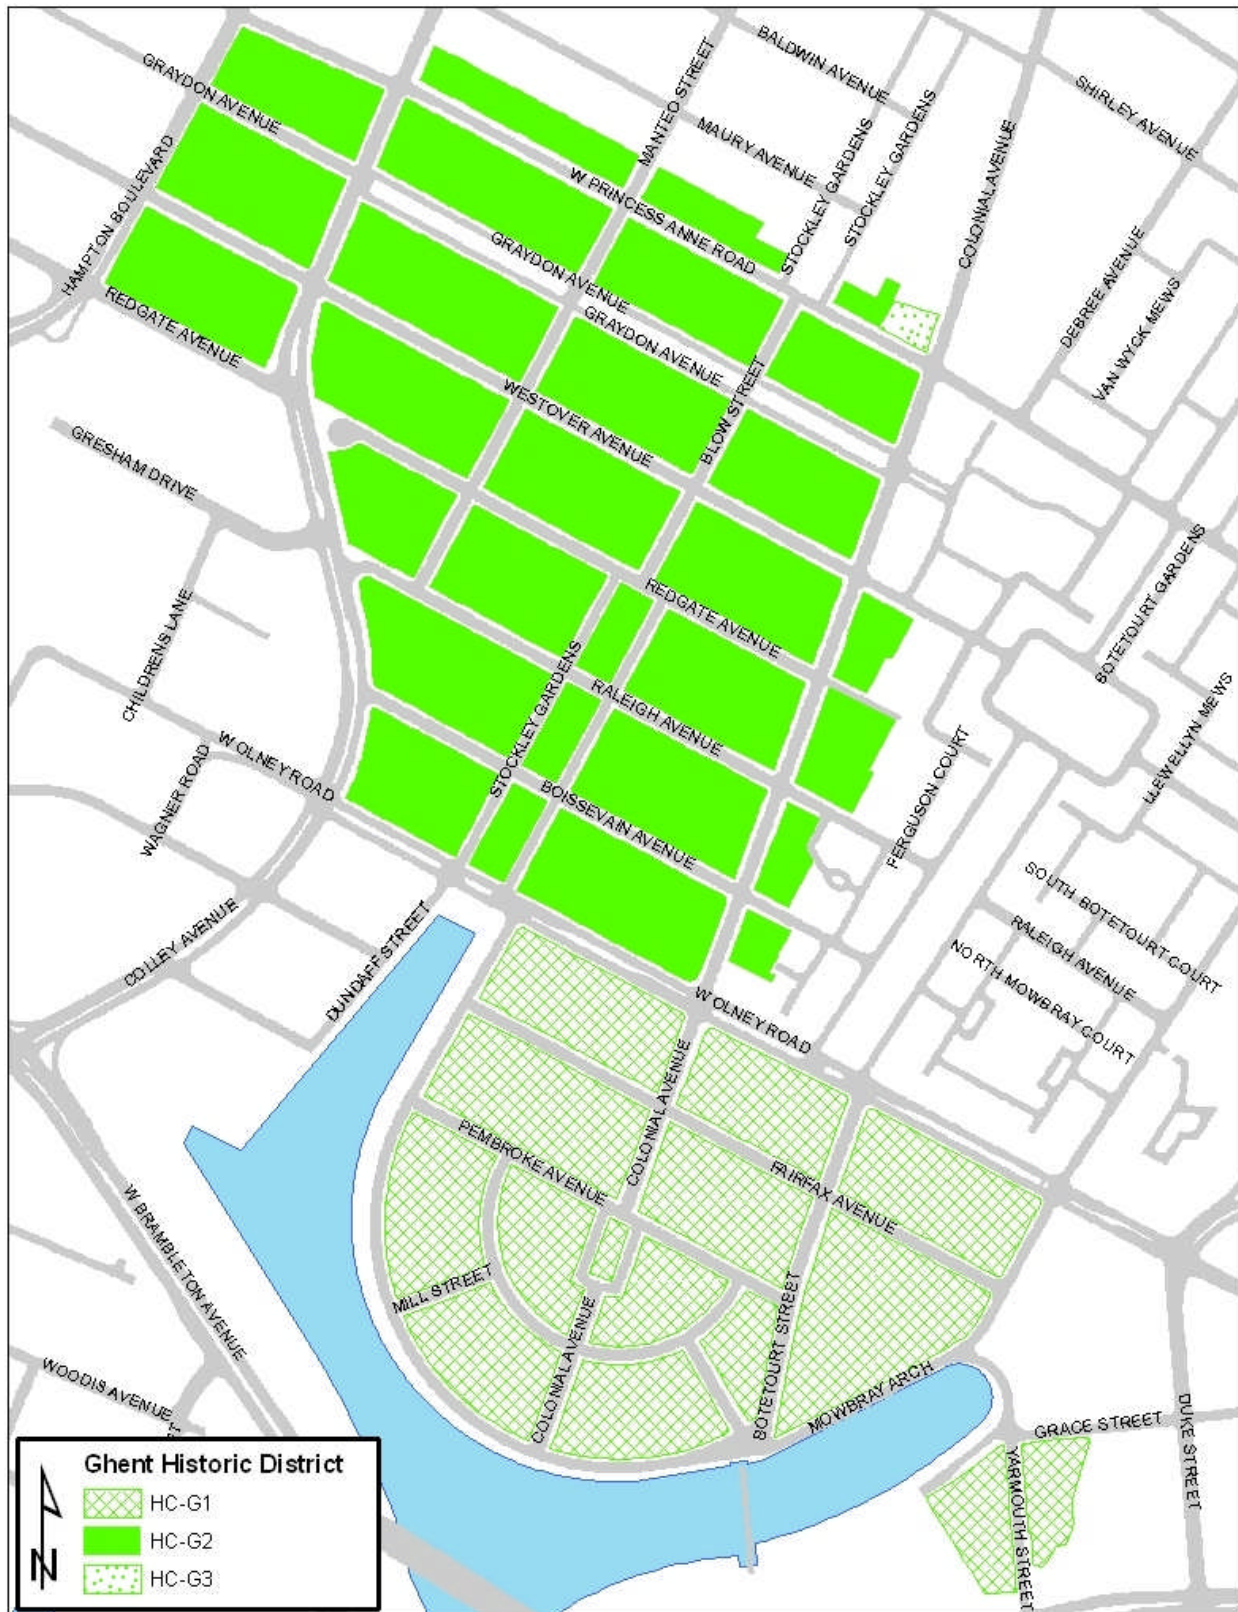 BALDWIN AVENUE
SHIRLEY AVENUE
GRAYDON AVENUE
MANTEO STREET
STOCKLEY GARDENS
STOCKLEY GARDENS
MAURY AVENUE
COLONIAL AVENUE
W PRINCESS ANNE ROAD
HAMPTON BOULEVARD
GRAYDON AVENUE
DEBREE AVENUE
VAN WYCK MEWS
REDGATE AVENUE
GRAYDON AVENUE
BLOW STREET
WESTOVER AVENUE
GRESHAM DRIVE
BOTETOURT GARDENS
REDGATE AVENUE
CHILDRENS LANE
STOCKLEY GARDENS
RALEIGH AVENUE
LLEWELLYN MEWS
W OLNEY ROAD
WAGNER ROAD
FERGUSON COURT
BOISSEVAIN AVENUE
SOUTH BOTETOURT COURT
RALEIGH AVENUE
NORTH MOWBRAY COURT
COLLEY AVENUE
DUNDAFF STREET
W OLNEY ROAD
COLONIAL AVENUE
PEMBROKE AVENUE
FAIRFAX AVENUE
W BRAMBLETON AVENUE
MILL STREET
COLONIAL AVENUE
BOTETOURT STREET
MOWBRAY ARCH
WOODIS AVENUE
GRACE STREET
DUKE STREET
YARMOUTH STREET
Ghent Historic District
HC-G1
HC-G2
HC-G3
N